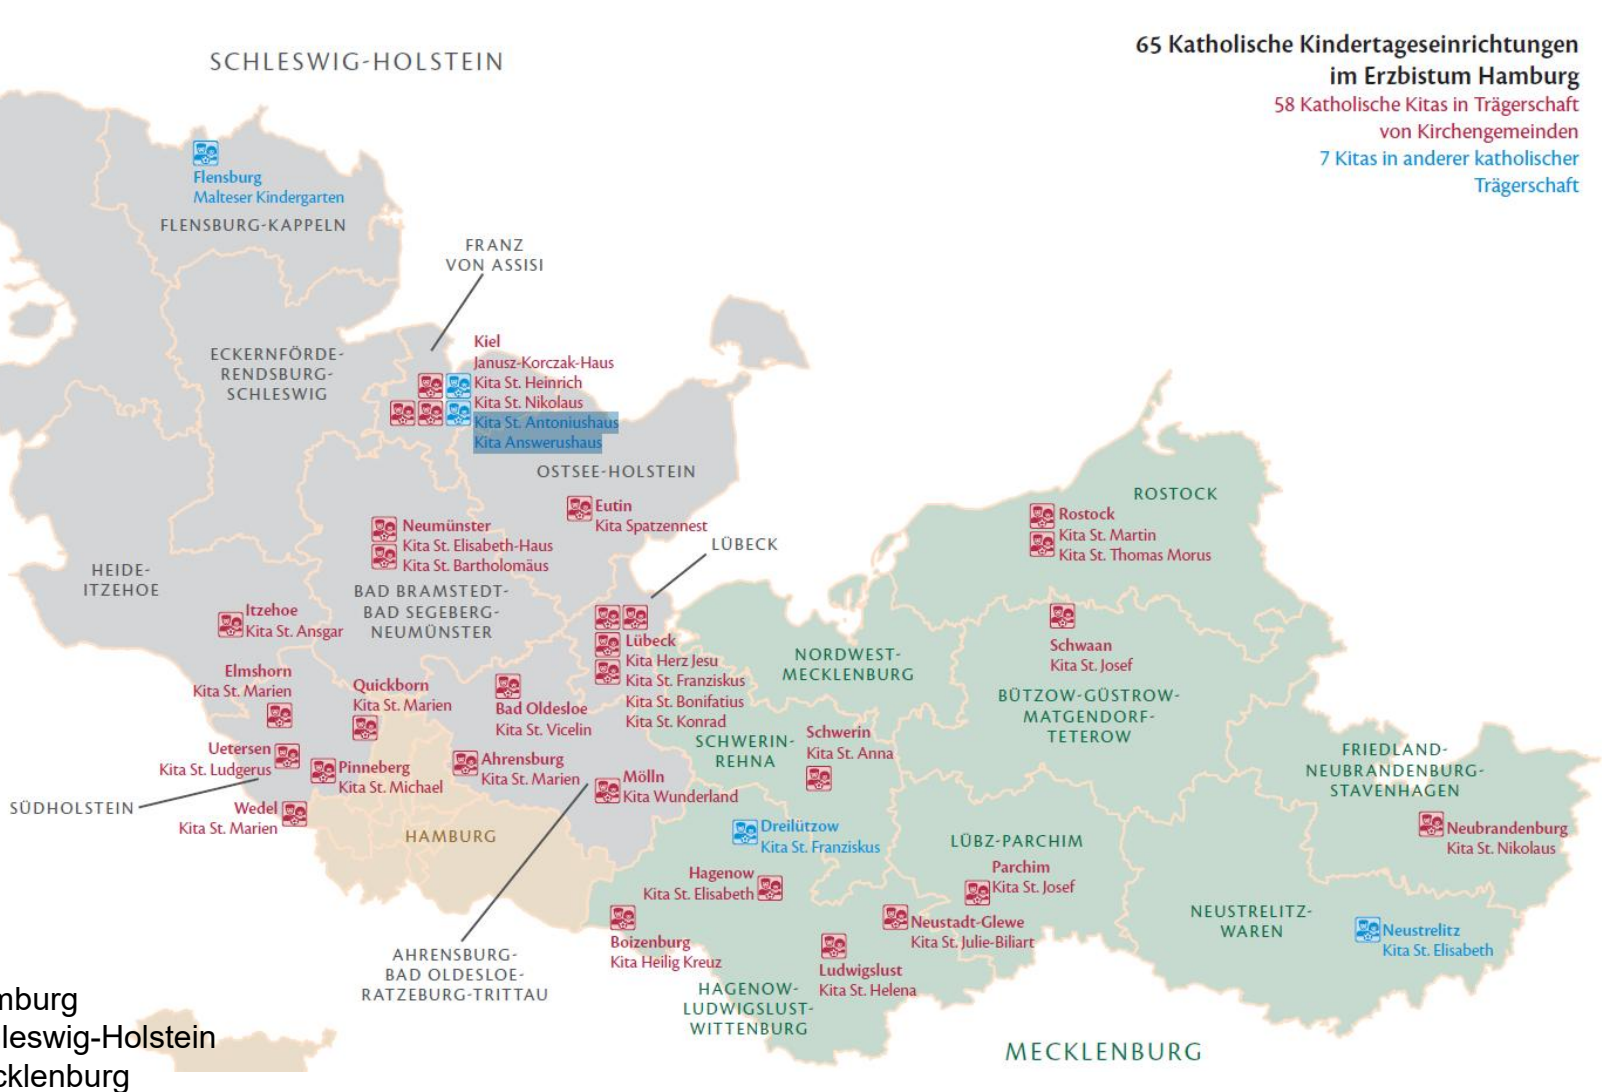 SCHLESWIG-HOLSTEIN
65 Katholische Kindertageseinrichtungen
im Erzbistum Hamburg
58 Katholische Kitas in Trägerschaft
von Kirchengemeinden
7 Kitas in anderer katholischer
Trägerschaft
Flensburg
Malteser Kindergarten
FLENSBURG-KAPPELN
FRANZ
VON ASSISI
ECKERNFÖRDE-
RENDSBURG-
SCHLESWIG
Kiel
Janusz-Korczak-Haus
Kita St. Heinrich
Kita St. Nikolaus
Kita St. Antoniushaus
Kita Answerushaus
OSTSEE-HOLSTEIN
Eutin
Kita Spatzennest
Neumünster
Kita St. Elisabeth-Haus
Kita St. Bartholomäus
LÜBECK
HEIDE-
ITZEHOE
BAD BRAMSTEDT-
BAD SEGEBERG-
NEUMÜNSTER
Itzehoe
Kita St. Ansgar
Lübeck
Kita Herz Jesu
Kita St. Franziskus
Kita St. Bonifatius
Kita St. Konrad
Elmshorn
Kita St. Marien
Quickborn
Kita St. Marien
Bad Oldesloe
Kita St. Vicelin
Uetersen
Kita St. Ludgerus
Pinneberg
Kita St. Michael
Ahrensburg
Kita St. Marien
Mölln
Kita Wunderland
SÜDHOLSTEIN
Wedel
Kita St. Marien
HAMBURG
AHRENSBURG-
BAD OLDESLOE-
RATZEBURG-TRITTAU
ROSTOCK
Rostock
Kita St. Martin
Kita St. Thomas Morus
Schwaan
Kita St. Josef
NORDWEST-
MECKLENBURG
BÜTZOW-GÜSTROW-
MATGENDORF-
TETEROW
SCHWERIN-
REHNA
Schwerin
Kita St. Anna
FRIEDLAND-
NEUBRANDENBURG-
STAVENHAGEN
Neubrandenburg
Kita St. Nikolaus
Dreilützow
Kita St. Franziskus
LÜBZ-PARCHIM
Parchim
Kita St. Josef
Hagenow
Kita St. Elisabeth
Neustadt-Glewe
Kita St. Julie-Biliart
NEUSTRELITZ-
WAREN
Neustrelitz
Kita St. Elisabeth
Boizenburg
Kita Heilig Kreuz
Ludwigslust
Kita St. Helena
HAGENOW-
LUDWIGSLUST-
WITTENBURG
MECKLENBURG
mburg
leswig-Holstein
cklenburg